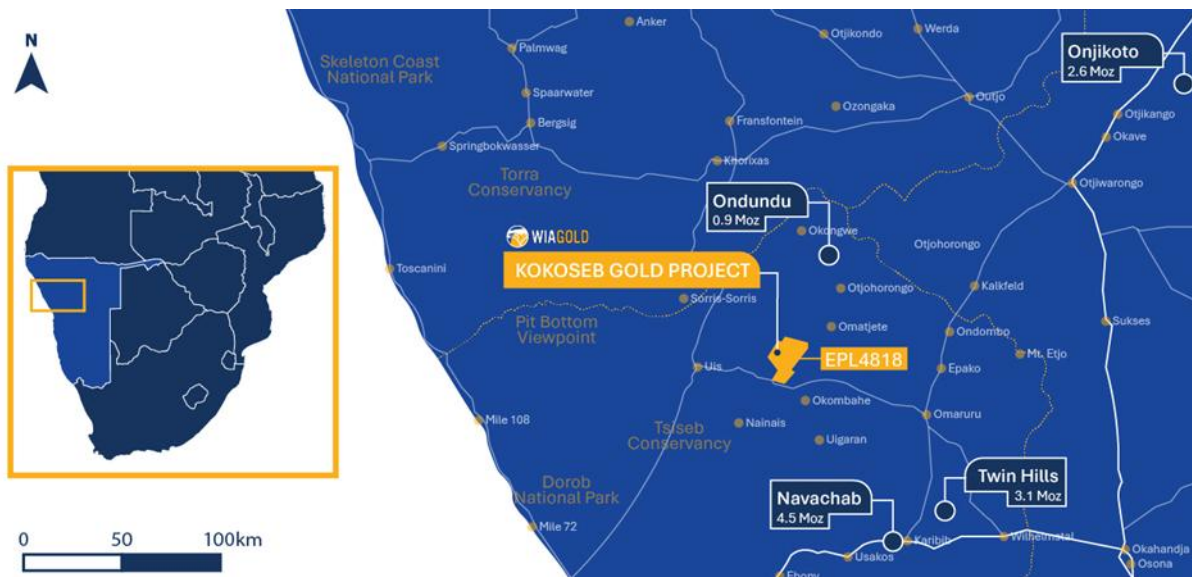 N
Anker
Otjikondo
Werda
Onjikoto
2.6 Moz
Palmwag
Skeleton Coast
National Park
Spaarwater
Ozongaka
Outjo
Otjikango
Bergsig
Fransfontein
Okave
Springbokwasser
Khorixas
Torra
Conservancy
Otjiwarongo
Ondundu
0.9 Moz
Okongwe
WIAGOLD
KOKOSEB GOLD PROJECT
Otjohorongo
Toscanini
Otjohorongo
Kalkfeld
Sorris-Sorris
Pit Bottom
Viewpoint
Omatjete
Ondombo
Sukses
EPL4818
Mt. Etjo
Uis
Epako
Okombahe
Omaruru
Mile 108
Nainais
Tsiseb
Conservancy
Uigaran
Dorob
National Park
Navachab
4.5 Moz
Twin Hills
3.1 Moz
Mile 72
Karibib
Wilhelmstal
Usakos
Okahandja
Osona
Ebony
0
50
100km